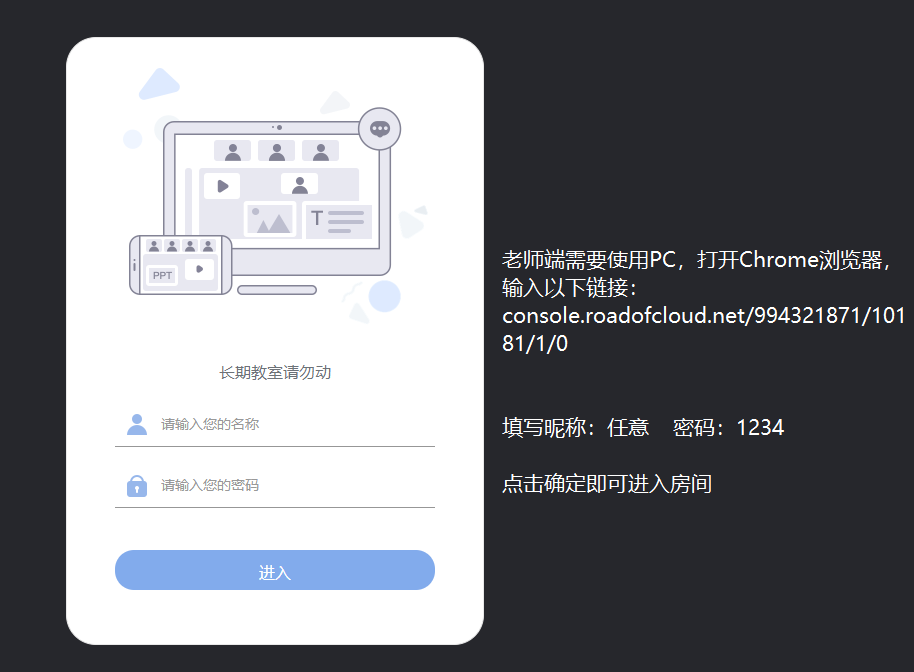 PPT
T
长期教室请勿动
请输入您的名称
请输入您的密码
进入
老师端需要使用PC，打开Chrome浏览器，
输入以下链接：
console.roadofcloud.net/994321871/101
81/1/0
填写昵称：任意 密码：1234
点击确定即可进入房间